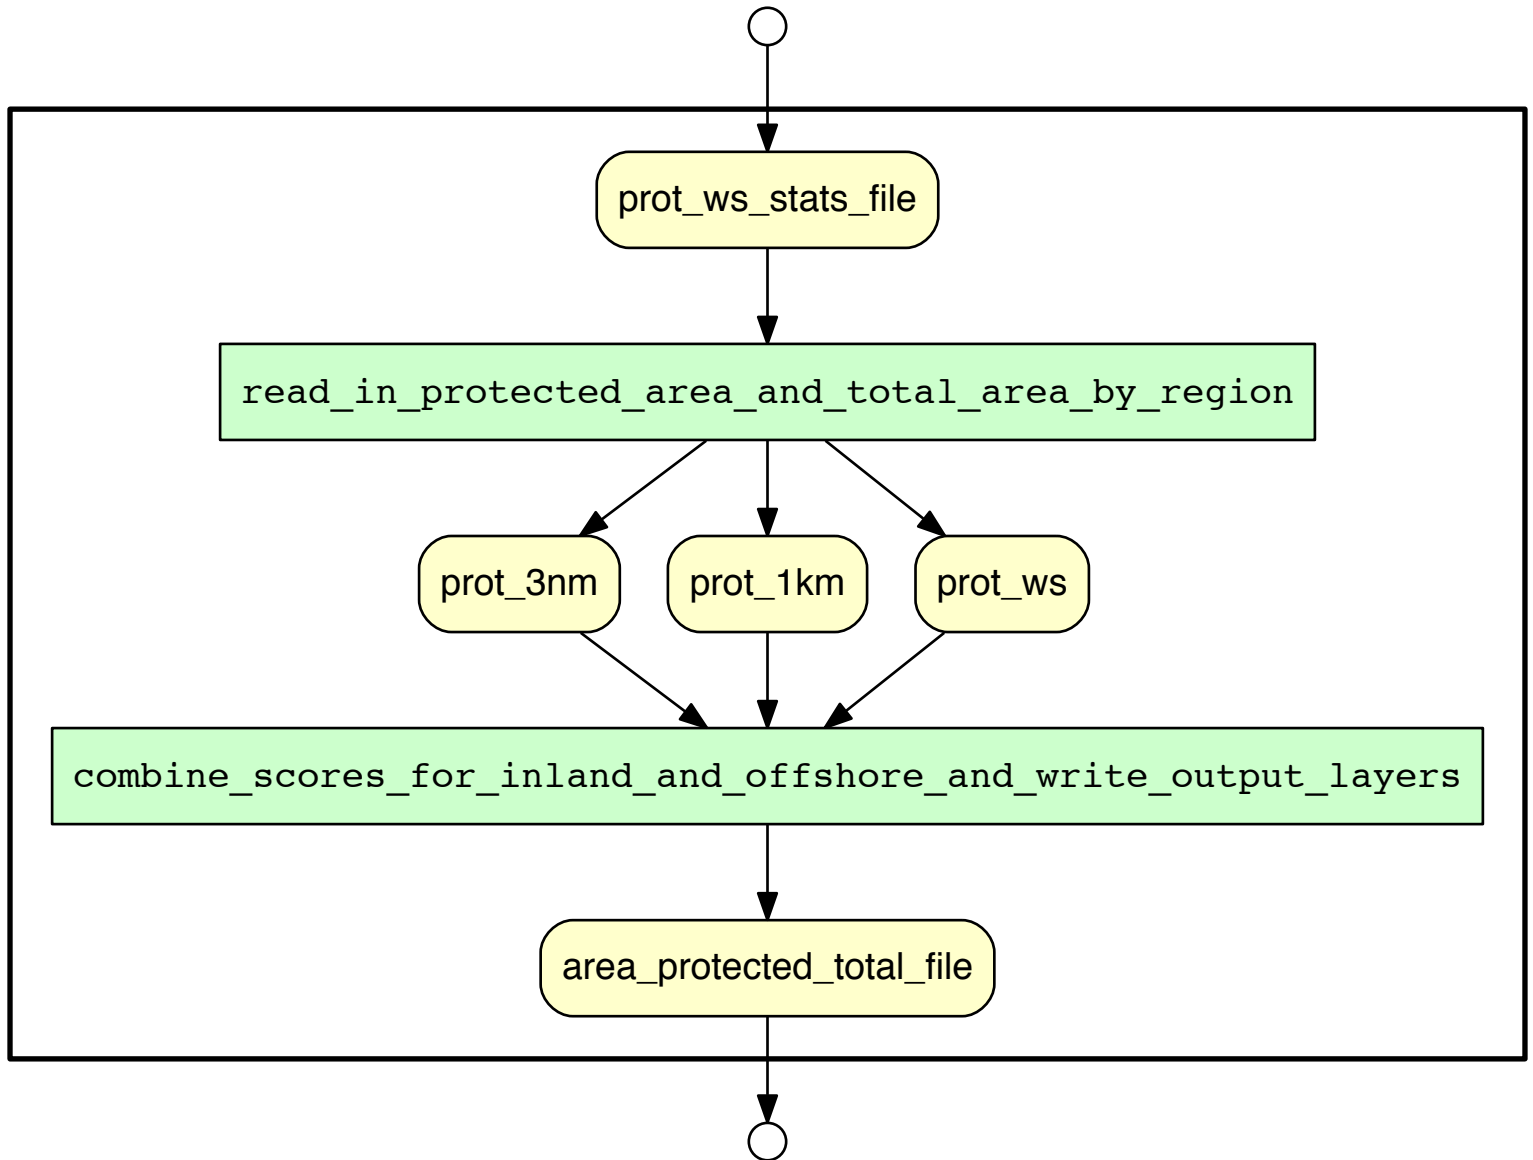 prot_ws_stats_file
read_in_protected_area_and_total_area_by_region
prot_3nm
prot_1km
prot_ws
combine_scores_for_inland_and_offshore_and_write_output_layers
area_protected_total_file